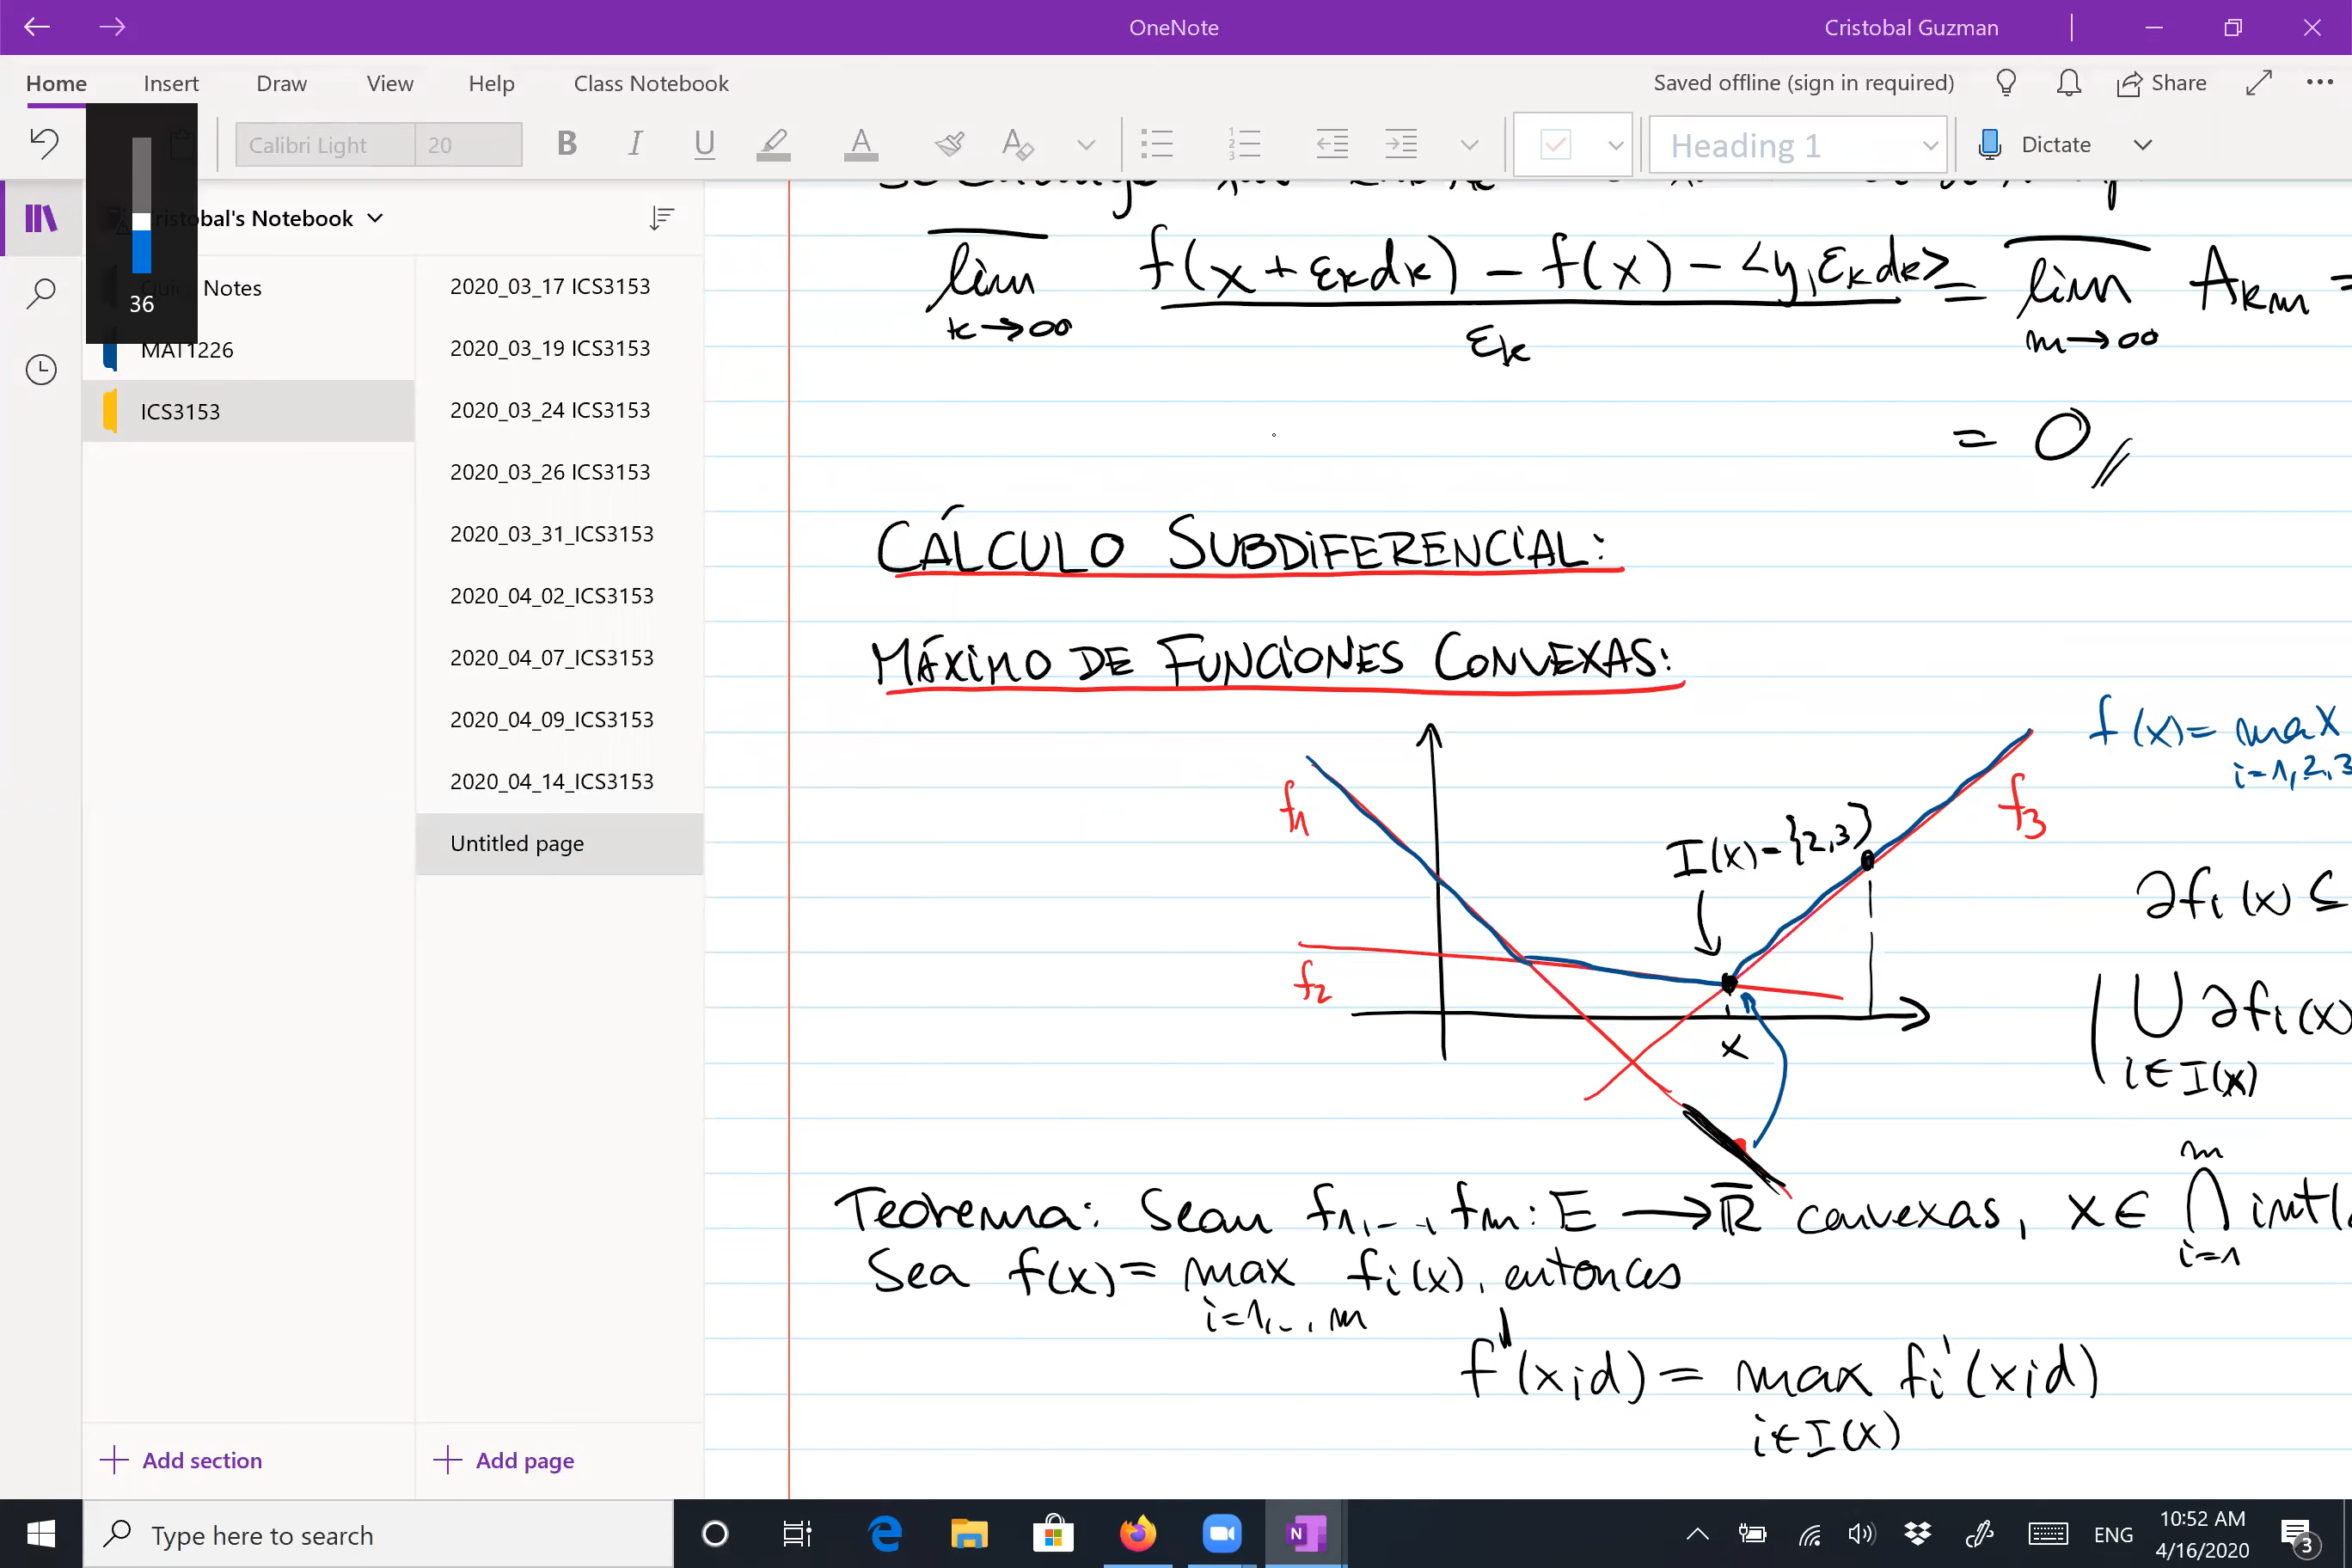 OneNote
Cristobal Guzman
Home Insert Draw View Help Class Notebook
Saved offline (sign in required)
Share
Calibri Light 20 B I U A A
Heading 1
Dictate
ristobal's Notebook
36
Notes
MAT1226
ICS3153
2020_03_17 ICS3153
2020_03_19 ICS3153
2020_03_24 ICS3153
2020_03_26 ICS3153
2020_03_31_ICS3153
2020_04_02_ICS3153
2020_04_07_ICS3153
2020_04_09_ICS3153
2020_04_14_ICS3153
Untitled page
Add section
Add page
lim f(x + εₖdₖ) − f(x) − <y, εₖdₖ> = lim Aₖₘ =
k→∞ εₖ m→∞
= 0 //
CÁLCULO SUBDIFERENCIAL:
MÁXIMO DE FUNCIONES CONVEXAS:
f(x) = max
i=1,2,3
f₁
f₃
I(x) = {2,3}
∂fᵢ(x) ⊆
f₂
x
( ∪ ∂fᵢ(x)
i∈I(x)
Teorema: Sean f₁,--,fm: E → R̄ convexas, x ∈ ⋂ int(
m
i=1
Sea f(x) = max fᵢ(x), entonces
i=1,..,m
f'(x;d) = max fᵢ'(x;d)
i∈I(x)
Type here to search
ENG
10:52 AM
4/16/2020
3